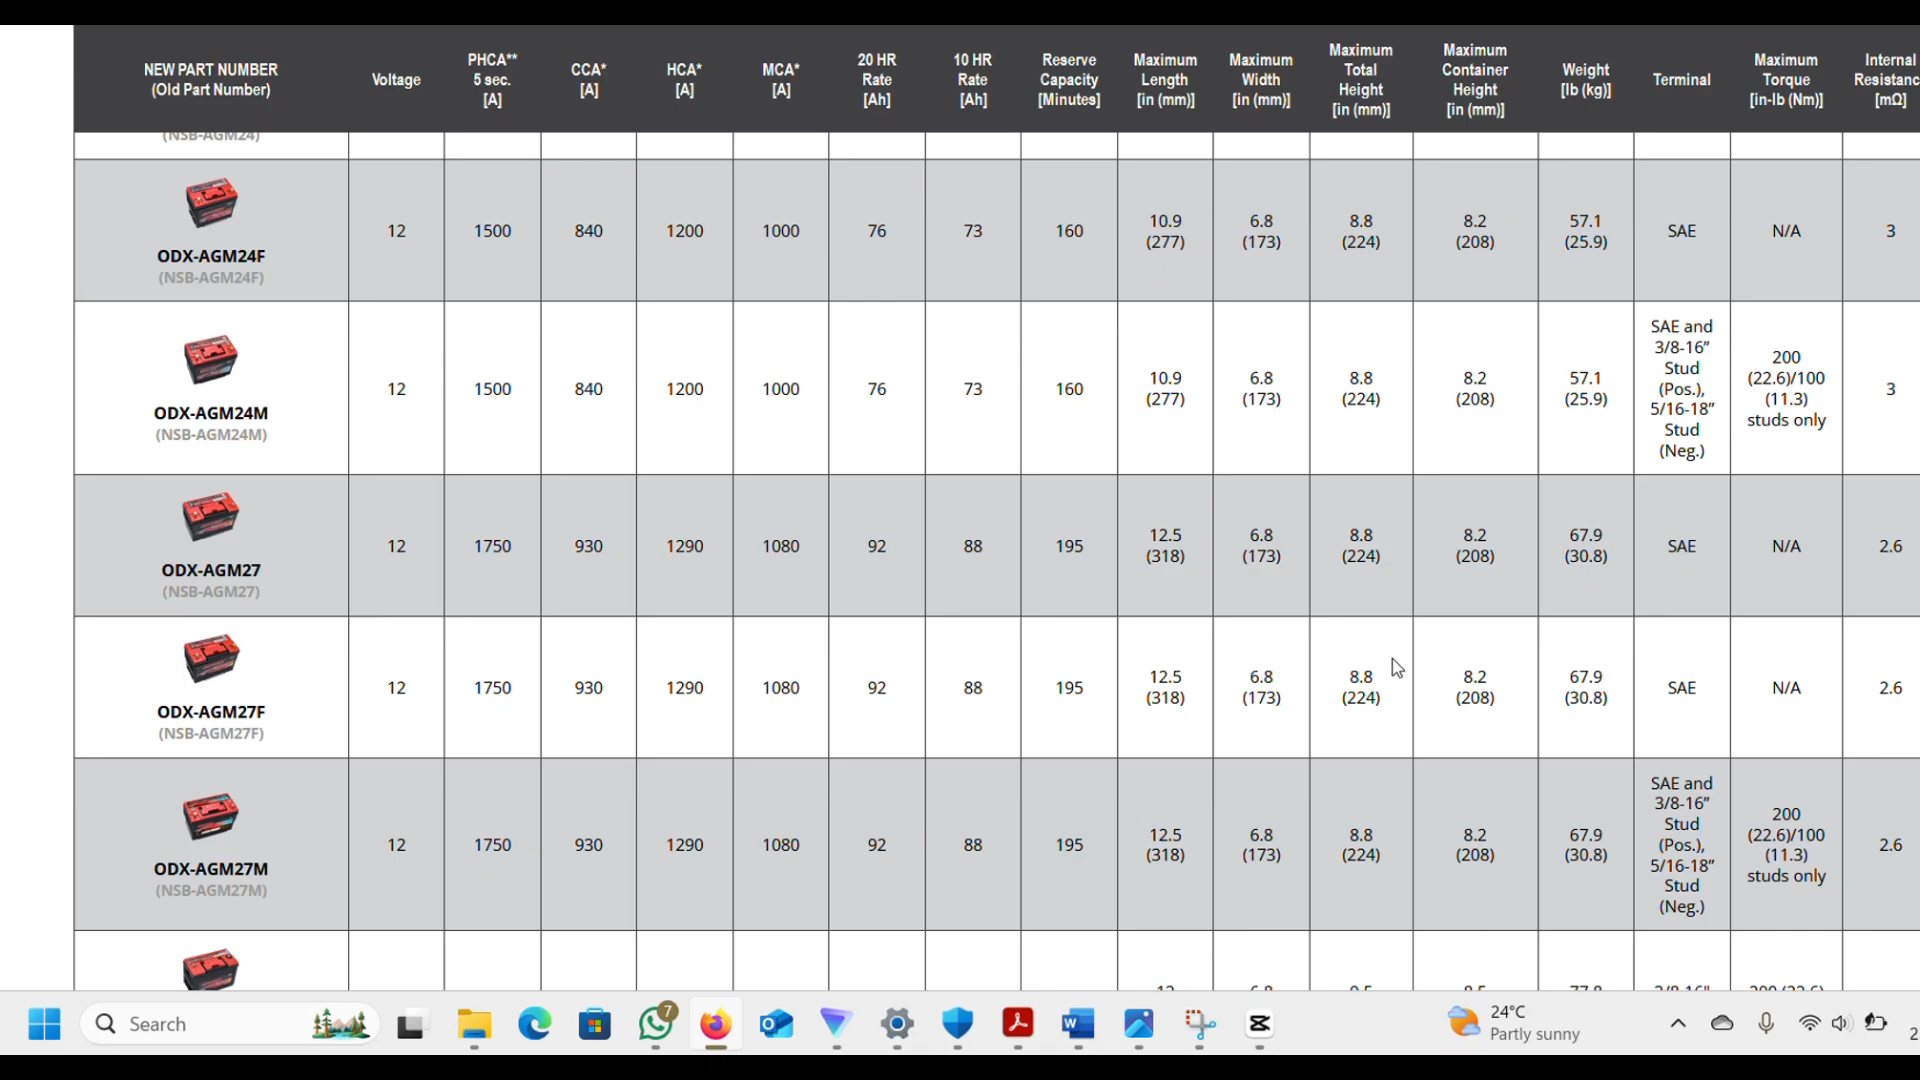 NEW PART NUMBER
(Old Part Number)
Voltage
PHCA**
5 sec.
[A]
CCA*
[A]
HCA*
[A]
MCA*
[A]
20 HR
Rate
[Ah]
10 HR
Rate
[Ah]
Reserve
Capacity
[Minutes]
Maximum
Length
[in (mm)]
Maximum
Width
[in (mm)]
Maximum
Total
Height
[in (mm)]
Maximum
Container
Height
[in (mm)]
Weight
[lb (kg)]
Terminal
Maximum
Torque
[in-lb (Nm)]
Internal
Resistanc
[mΩ]
(NSB-AGM24)
ODX-AGM24F
(NSB-AGM24F)
12
1500
840
1200
1000
76
73
160
10.9
(277)
6.8
(173)
8.8
(224)
8.2
(208)
57.1
(25.9)
SAE
N/A
3
ODX-AGM24M
(NSB-AGM24M)
12
1500
840
1200
1000
76
73
160
10.9
(277)
6.8
(173)
8.8
(224)
8.2
(208)
57.1
(25.9)
SAE and
3/8-16”
Stud
(Pos.),
5/16-18”
Stud
(Neg.)
200
(22.6)/100
(11.3)
studs only
3
ODX-AGM27
(NSB-AGM27)
12
1750
930
1290
1080
92
88
195
12.5
(318)
6.8
(173)
8.8
(224)
8.2
(208)
67.9
(30.8)
SAE
N/A
2.6
ODX-AGM27F
(NSB-AGM27F)
12
1750
930
1290
1080
92
88
195
12.5
(318)
6.8
(173)
8.8
(224)
8.2
(208)
67.9
(30.8)
SAE
N/A
2.6
ODX-AGM27M
(NSB-AGM27M)
12
1750
930
1290
1080
92
88
195
12.5
(318)
6.8
(173)
8.8
(224)
8.2
(208)
67.9
(30.8)
SAE and
3/8-16”
Stud
(Pos.),
5/16-18”
Stud
(Neg.)
200
(22.6)/100
(11.3)
studs only
2.6
Search
7
24°C
Partly sunny